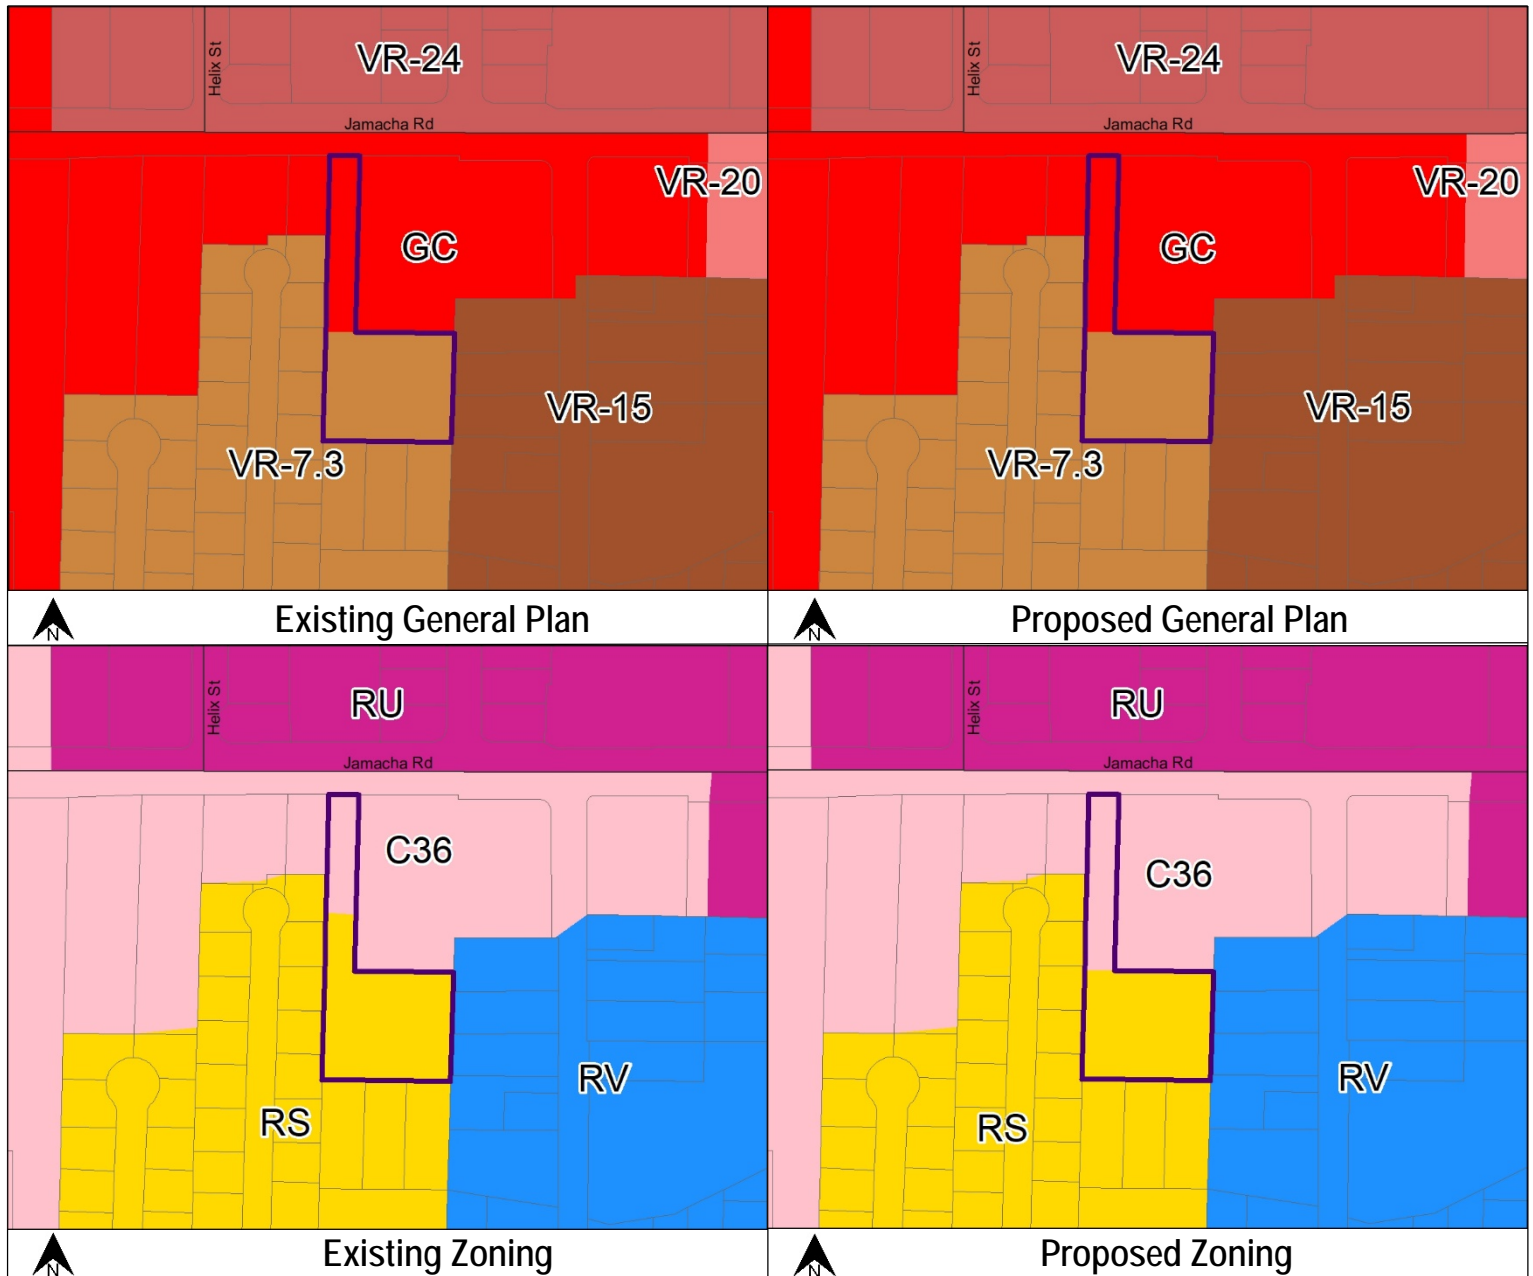 VR-24
Helix St
Jamacha Rd
VR-20
GC
VR-15
VR-7.3
N
Existing General Plan
VR-24
Helix St
Jamacha Rd
VR-20
GC
VR-15
VR-7.3
N
Proposed General Plan
RU
Helix St
Jamacha Rd
C36
RV
RS
N
Existing Zoning
RU
Helix St
Jamacha Rd
C36
RV
RS
N
Proposed Zoning